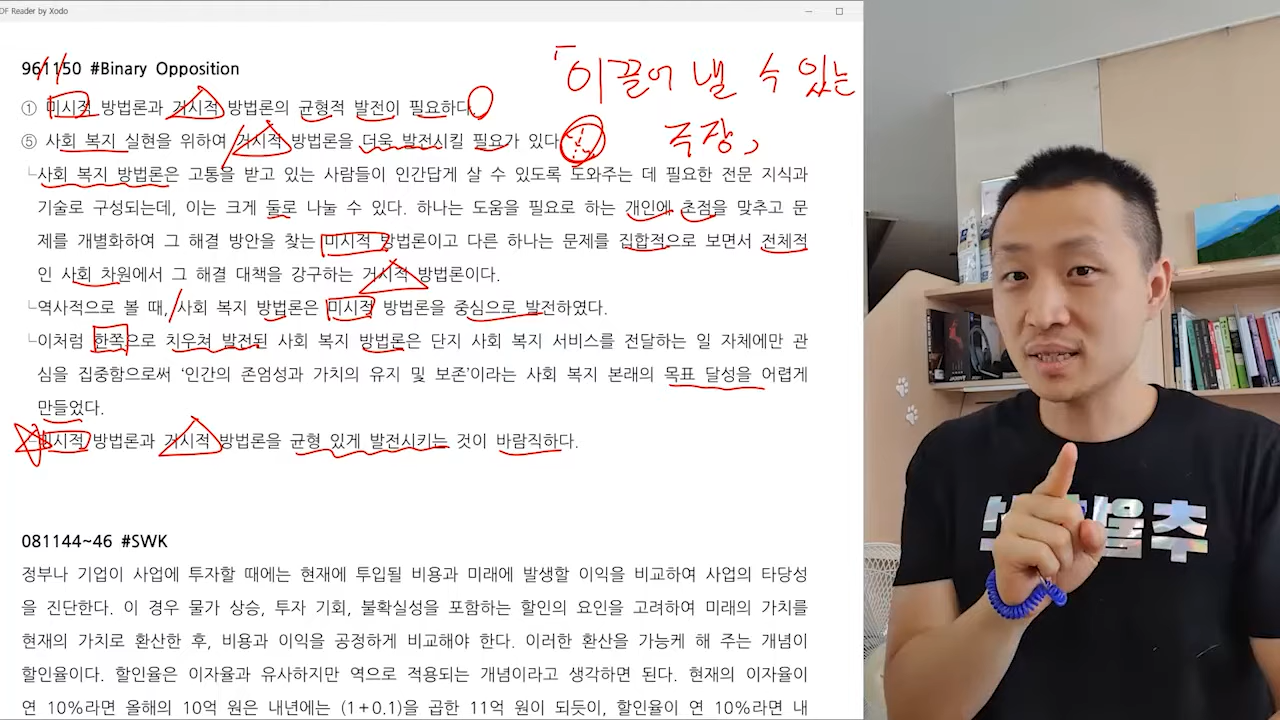 DF Reader by Xodo
961150 #Binary Opposition
「이끌어 낼 수 있는
① 미시적 방법론과 거시적 방법론의 균형적 발전이 필요하다.
⑤ 사회 복지 실현을 위하여 거시적 방법론을 더욱 발전시킬 필요가 있다.
주장,
└사회 복지 방법론은 고통을 받고 있는 사람들이 인간답게 살 수 있도록 도와주는 데 필요한 전문 지식과
기술로 구성되는데, 이는 크게 둘로 나눌 수 있다. 하나는 도움을 필요로 하는 개인에 초점을 맞추고 문
제를 개별화하여 그 해결 방안을 찾는 미시적 방법론이고 다른 하나는 문제를 집합적으로 보면서 전체적
인 사회 차원에서 그 해결 대책을 강구하는 거시적 방법론이다.
└역사적으로 볼 때, 사회 복지 방법론은 미시적 방법론을 중심으로 발전하였다.
└이처럼 한쪽으로 치우쳐 발전된 사회 복지 방법론은 단지 사회 복지 서비스를 전달하는 일 자체에만 관
심을 집중함으로써 ‘인간의 존엄성과 가치의 유지 및 보존’이라는 사회 복지 본래의 목표 달성을 어렵게
만들었다.
└미시적 방법론과 거시적 방법론을 균형 있게 발전시키는 것이 바람직하다.
081144~46 #SWK
정부나 기업이 사업에 투자할 때에는 현재에 투입될 비용과 미래에 발생할 이익을 비교하여 사업의 타당성
을 진단한다. 이 경우 물가 상승, 투자 기회, 불확실성을 포함하는 할인의 요인을 고려하여 미래의 가치를
현재의 가치로 환산한 후, 비용과 이익을 공정하게 비교해야 한다. 이러한 환산을 가능케 해 주는 개념이
할인율이다. 할인율은 이자율과 유사하지만 역으로 적용되는 개념이라고 생각하면 된다. 현재의 이자율이
연 10%라면 올해의 10억 원은 내년에는 (1+0.1)을 곱한 11억 원이 되듯이, 할인율이 연 10%라면 내